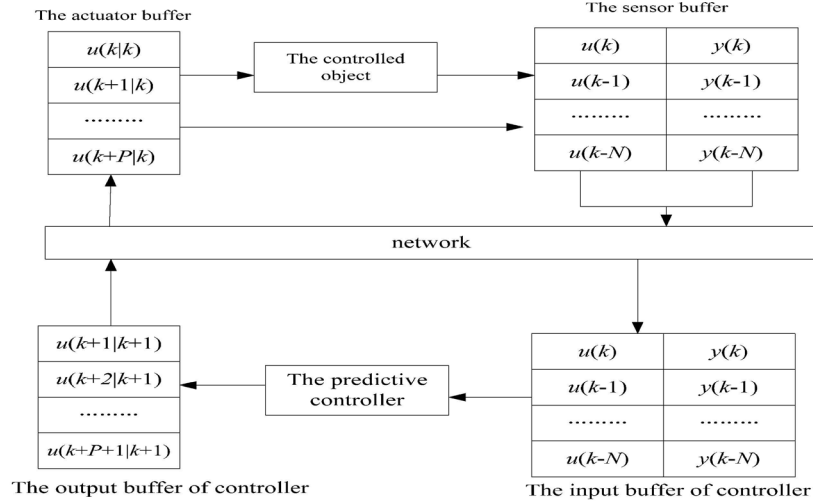 The actuator buffer
The sensor buffer
u(k|k)
u(k+1|k)
………
u(k+P|k)
The controlled
object
u(k) y(k)
u(k-1) y(k-1)
……… ………
u(k-N) y(k-N)
network
u(k+1|k+1)
u(k+2|k+1)
………
u(k+P+1|k+1)
The predictive
controller
u(k) y(k)
u(k-1) y(k-1)
……… ………
u(k-N) y(k-N)
The output buffer of controller
The input buffer of controller